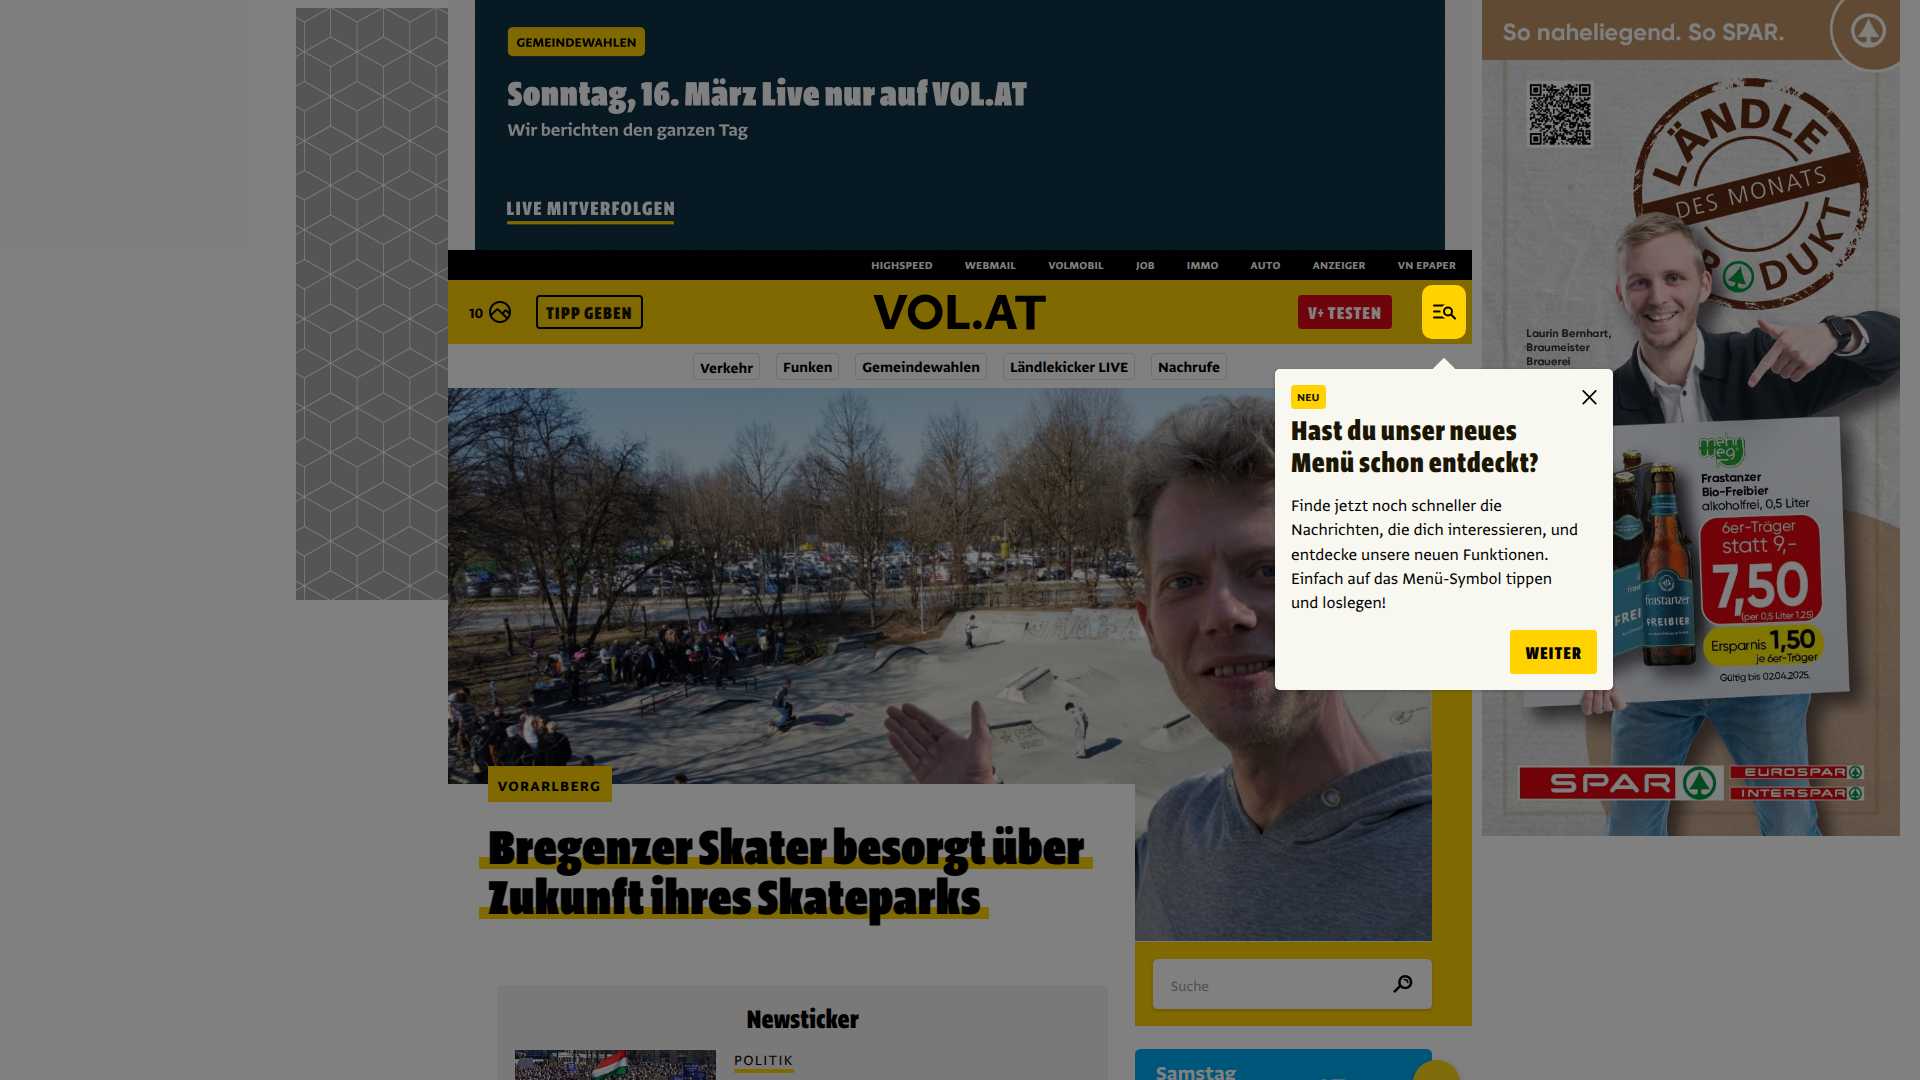 GEMEINDEWAHLEN
Sonntag, 16. März Live nur auf VOL.AT
Wir berichten den ganzen Tag
LIVE MITVERFOLGEN
So naheliegend. So SPAR.
LÄNDLE
DES MONATS
PRODUKT
HIGHSPEED
WEBMAIL
VOLMOBIL
JOB
IMMO
AUTO
ANZEIGER
VN EPAPER
10
TIPP GEBEN
VOL.AT
V+ TESTEN
Laurin Bernhart,
Braumeister
Brauerei
Verkehr
Funken
Gemeindewahlen
Ländlekicker LIVE
Nachrufe
NEU
Hast du unser neues
Menü schon entdeckt?
Finde jetzt noch schneller die
Nachrichten, die dich interessieren, und
entdecke unsere neuen Funktionen.
Einfach auf das Menü-Symbol tippen
und loslegen!
WEITER
mehr
weg
Frastanzer
Bio-Freibier
alkoholfrei, 0,5 Liter
6er-Träger
statt 9,-
7,50
(per 0,5 Liter 1,25)
Ersparnis 1,50
je 6er-Träger
Gültig bis 02.04.2025.
frastanzer
FREIBIER
SPAR
EUROSPAR
INTERSPAR
VORARLBERG
Bregenzer Skater besorgt über
Zukunft ihres Skateparks
Suche
Newsticker
POLITIK
Samstag